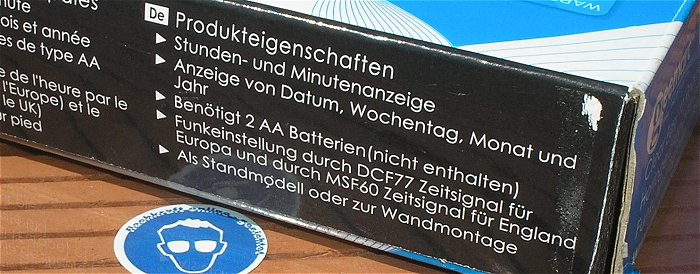 ute
ois et année
es de type AA
e de l'heure par le
l'Europe) et le
le UK)
r pied
De Produkteigenschaften
Stunden- und Minutenanzeige
Anzeige von Datum, Wochentag, Monat und
Jahr
Benötigt 2 AA Batterien(nicht enthalten)
Funkeinstellung durch DCF77 Zeitsignal für
Europa und durch MSF60 Zeitsignal für England
Als Standmodell oder zur Wandmontage